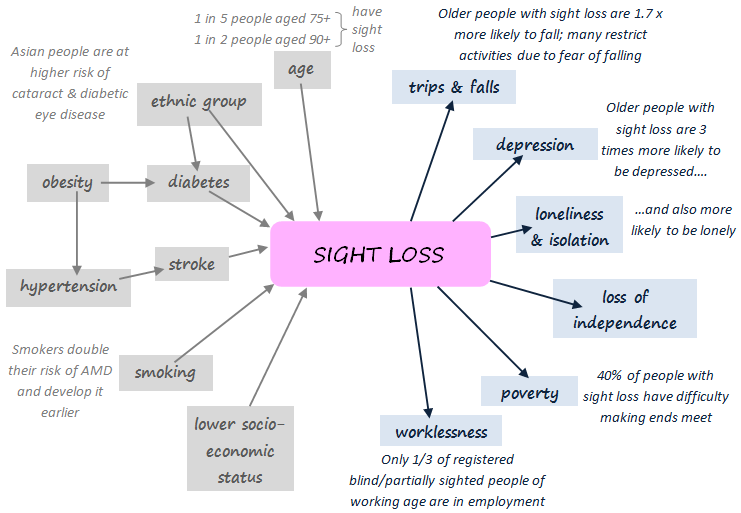 1 in 5 people aged 75+
1 in 2 people aged 90+
have
sight
loss
Older people with sight loss are 1.7 x
more likely to fall; many restrict
activities due to fear of falling
Asian people are at
higher risk of
cataract & diabetic
eye disease
age
trips & falls
ethnic group
Older people with
sight loss are 3
times more likely to
be depressed....
depression
obesity
diabetes
loneliness
& isolation
...and also more
likely to be lonely
SIGHT LOSS
stroke
hypertension
loss of
independence
Smokers double
their risk of AMD
and develop it
earlier
smoking
poverty
40% of people with
sight loss have difficulty
making ends meet
lower socio-
economic
status
worklessness
Only 1/3 of registered
blind/partially sighted people of
working age are in employment